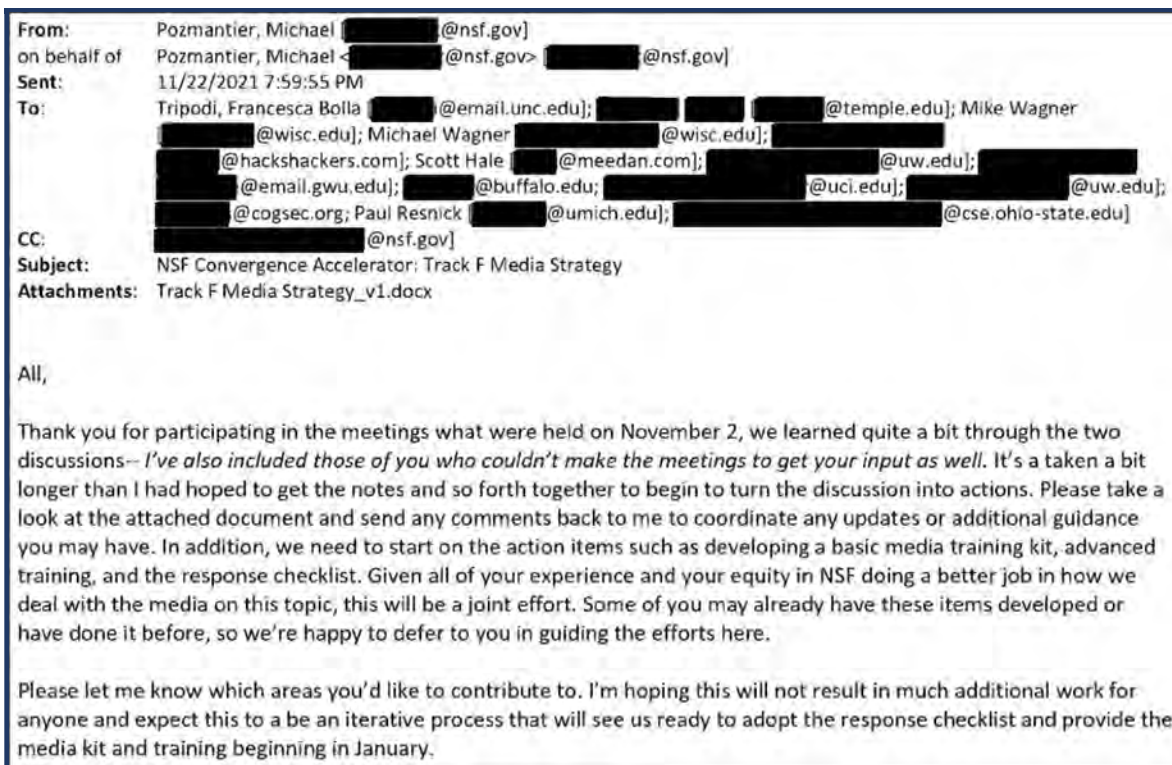 From: Pozmantier, Michael [ @nsf.gov]
on behalf of Pozmantier, Michael < @nsf.gov> [ @nsf.gov]
Sent: 11/22/2021 7:59:55 PM
To: Tripodi, Francesca Bolla [ @email.unc.edu]; [ @temple.edu]; Mike Wagner
[ @wisc.edu]; Michael Wagner @wisc.edu];
@hackshackers.com]; Scott Hale [ @meedan.com]; @uw.edu];
@email.gwu.edu]; @buffalo.edu; @uci.edu]; @uw.edu];
@cogsec.org; Paul Resnick [ @umich.edu]; @cse.ohio-state.edu]
CC: @nsf.gov]
Subject: NSF Convergence Accelerator: Track F Media Strategy
Attachments: Track F Media Strategy_v1.docx
All,
Thank you for participating in the meetings what were held on November 2, we learned quite a bit through the two
discussions-- I've also included those of you who couldn't make the meetings to get your input as well. It's a taken a bit
longer than I had hoped to get the notes and so forth together to begin to turn the discussion into actions. Please take a
look at the attached document and send any comments back to me to coordinate any updates or additional guidance
you may have. In addition, we need to start on the action items such as developing a basic media training kit, advanced
training, and the response checklist. Given all of your experience and your equity in NSF doing a better job in how we
deal with the media on this topic, this will be a joint effort. Some of you may already have these items developed or
have done it before, so we're happy to defer to you in guiding the efforts here.
Please let me know which areas you'd like to contribute to. I'm hoping this will not result in much additional work for
anyone and expect this to a be an iterative process that will see us ready to adopt the response checklist and provide the
media kit and training beginning in January.